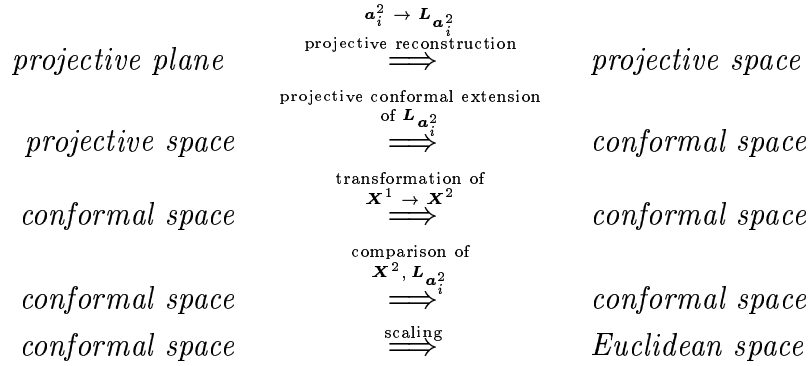 a_i^2 → L_{a_i^2}
projective reconstruction
projective plane ⟹ projective space
projective conformal extension
of L_{a_i^2}
projective space ⟹ conformal space
transformation of
X^1 → X^2
conformal space ⟹ conformal space
comparison of
X^2, L_{a_i^2}
conformal space ⟹ conformal space
scaling
conformal space ⟹ Euclidean space